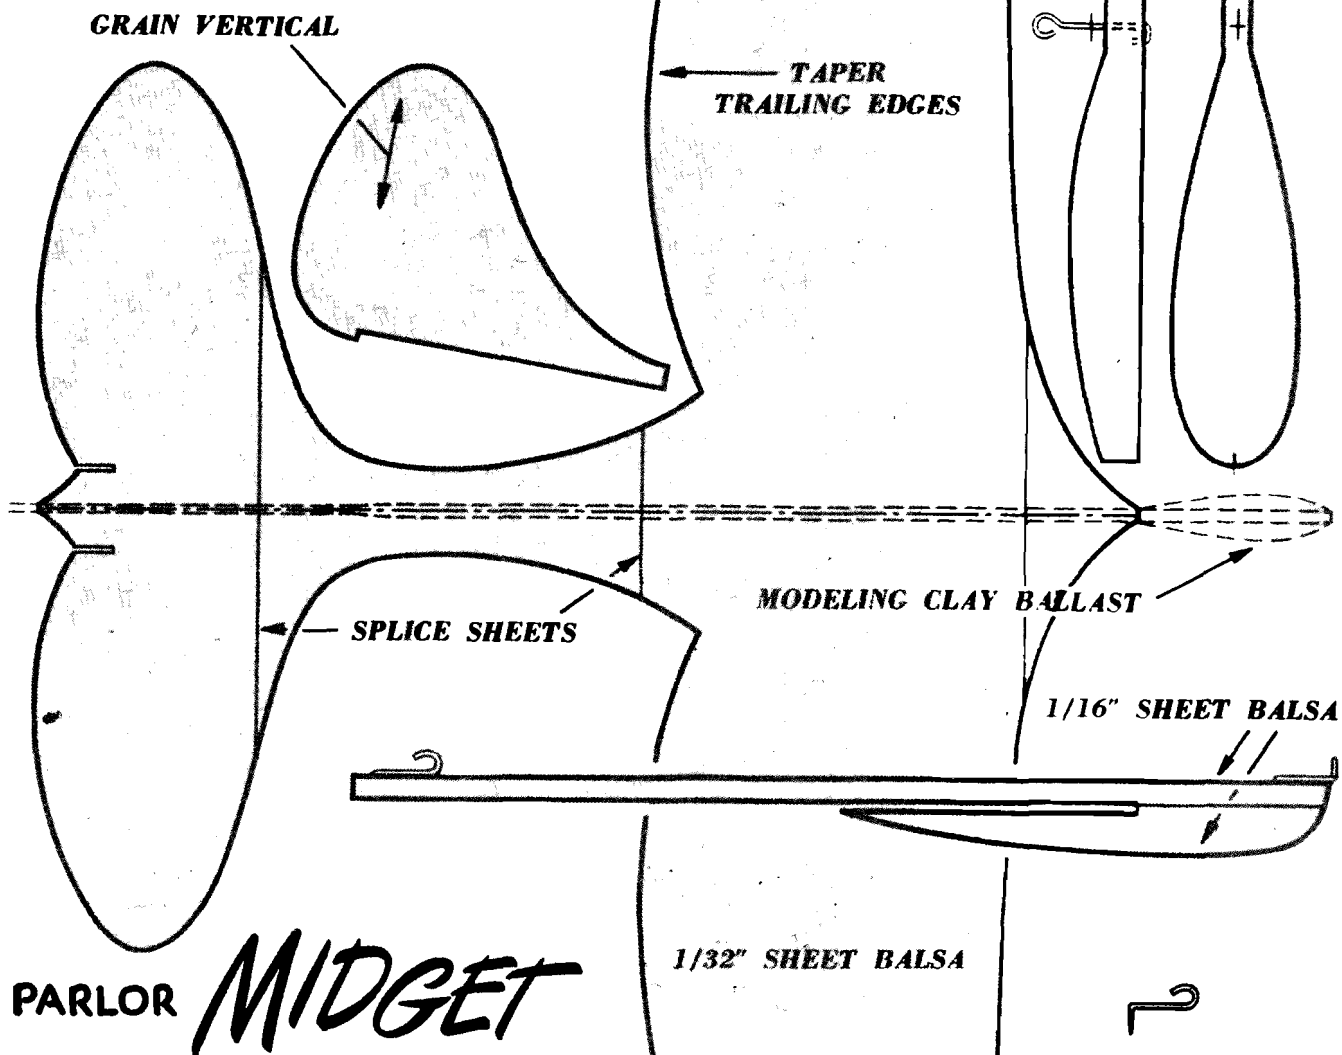 GRAIN VERTICAL
TAPER
TRAILING EDGES
SPLICE SHEETS
MODELING CLAY BALLAST
1/16" SHEET BALSA
1/32" SHEET BALSA
PARLOR MIDGET